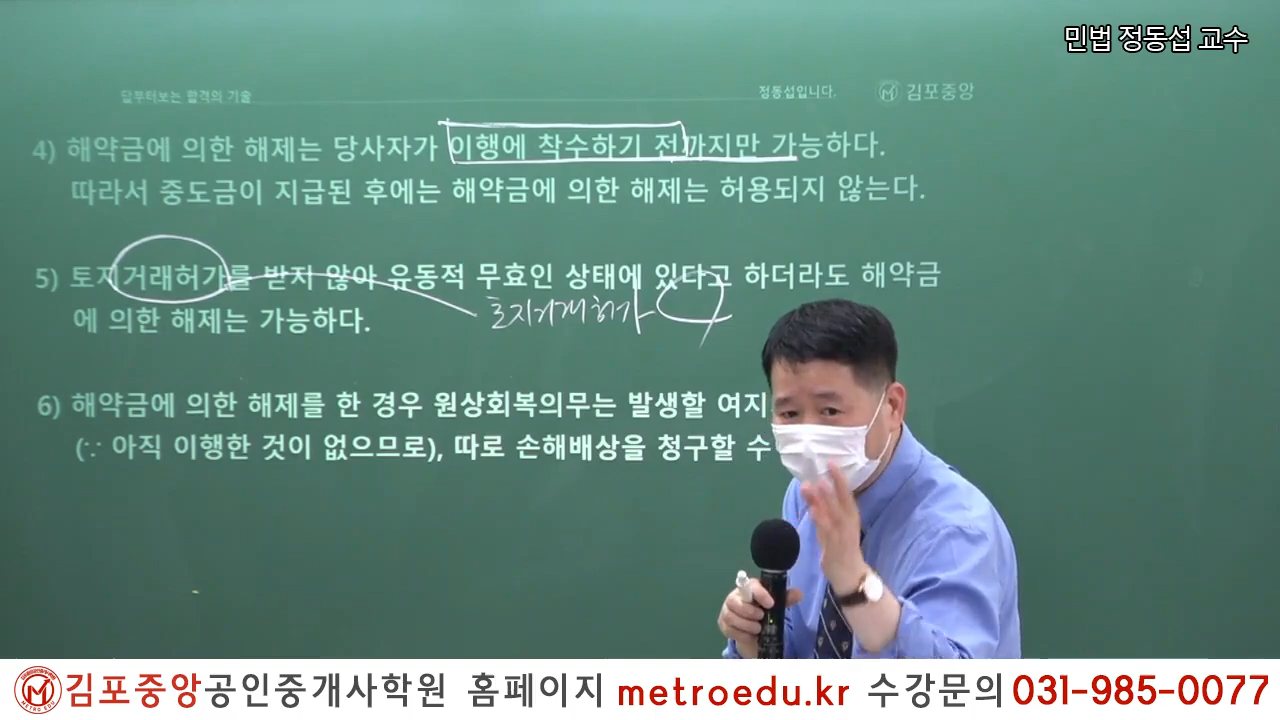 민법 정동섭 교수
답부터보는 합격의 기술
정동섭입니다.
김포중앙
4) 해약금에 의한 해제는 당사자가 이행에 착수하기 전까지만 가능하다.
따라서 중도금이 지급된 후에는 해약금에 의한 해제는 허용되지 않는다.
5) 토지거래허가를 받지 않아 유동적 무효인 상태에 있다고 하더라도 해약금
토지거래허가
에 의한 해제는 가능하다.
6) 해약금에 의한 해제를 한 경우 원상회복의무는 발생할 여지
(∵ 아직 이행한 것이 없으므로), 따로 손해배상을 청구할 수
김포중앙공인중개사학원 홈페이지 metroedu.kr 수강문의 031-985-0077